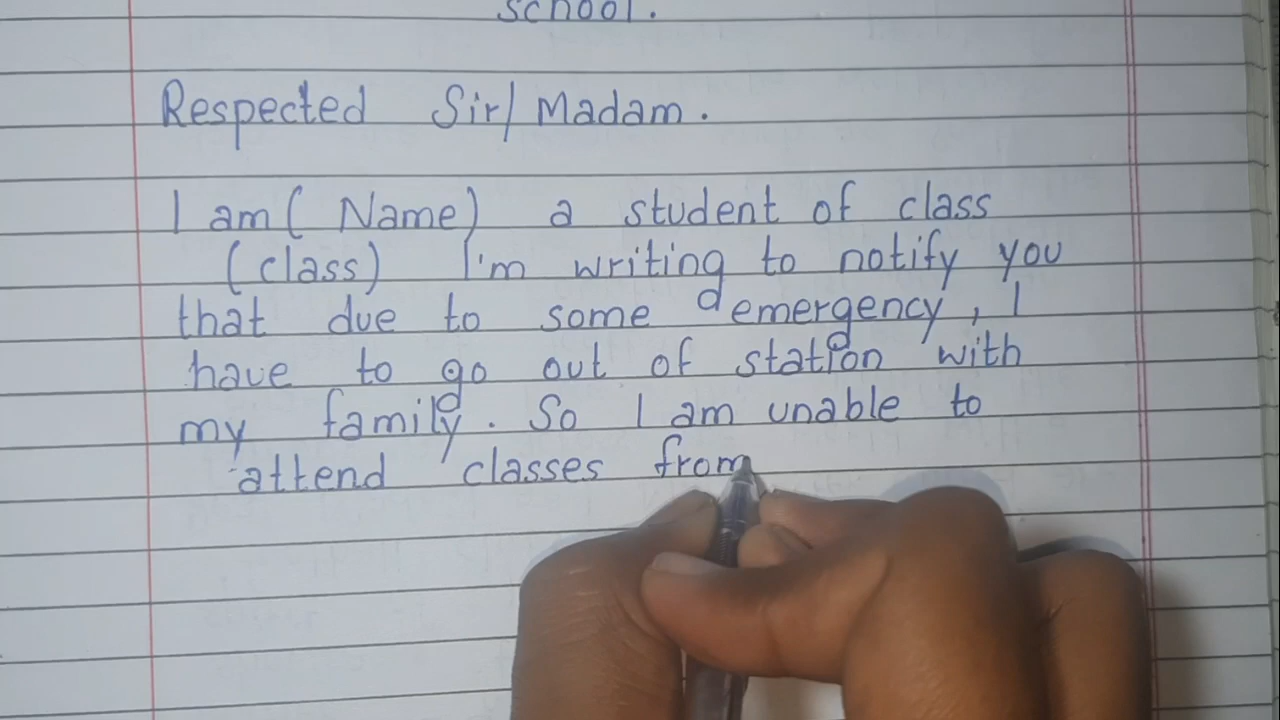 school.
Respected Sir/Madam.
I am (Name) a student of class
(class) I'm writing to notify you
that due to some emergency, I
have to go out of station with
my family. So I am unable to
attend classes from